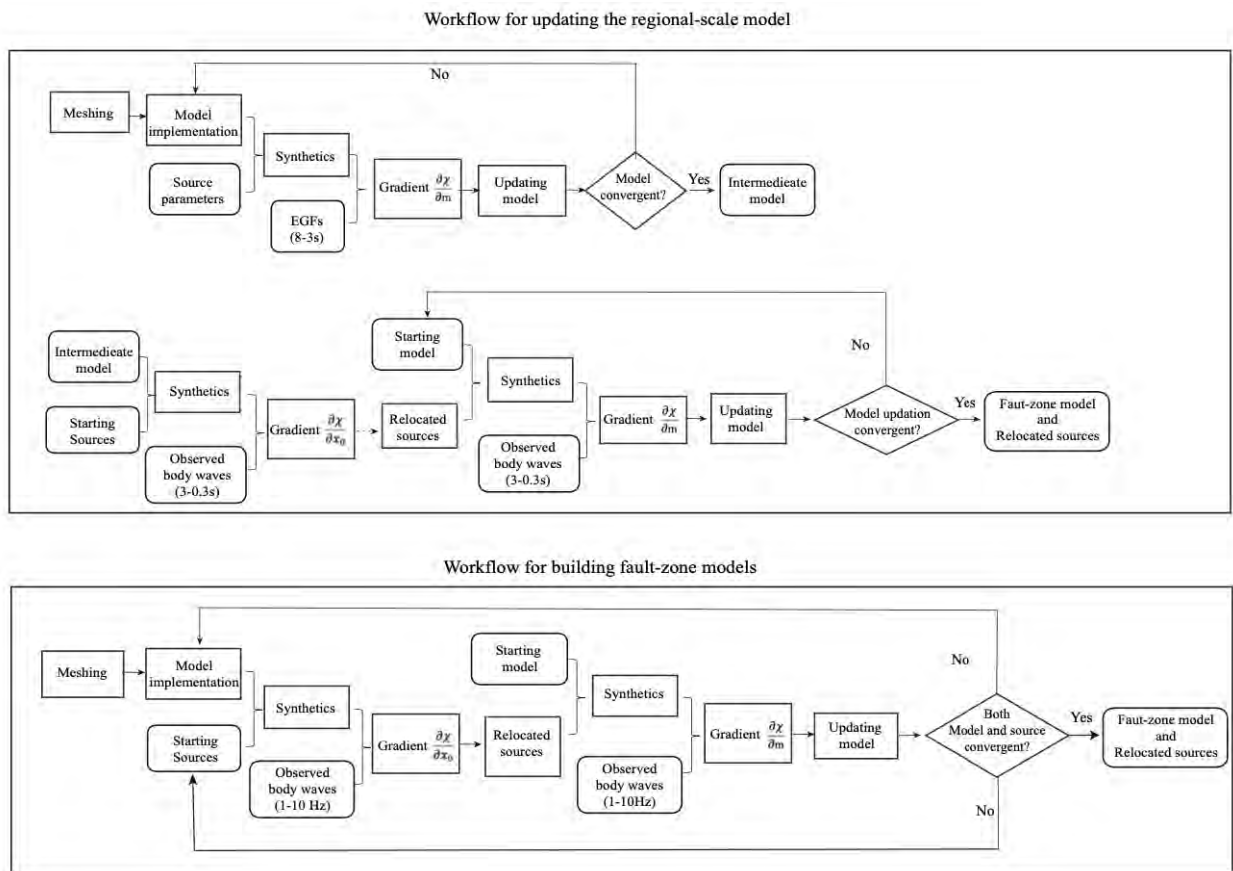 Workflow for updating the regional-scale model
No
Meshing
Model
implementation
Source
parameters
Synthetics
EGFs
(8-3s)
Gradient ∂χ/∂m
Updating
model
Model
convergent?
Yes
Intermedieate
model
Intermedieate
model
Starting
Sources
Synthetics
Observed
body waves
(3-0.3s)
Gradient ∂χ/∂x₀
Relocated
sources
Starting
model
Synthetics
Observed
body waves
(3-0.3s)
Gradient ∂χ/∂m
Updating
model
No
Model updation
convergent?
Yes
Faut-zone model
and
Relocated sources
Workflow for building fault-zone models
Meshing
Model
implementation
Starting
Sources
Synthetics
Observed
body waves
(1-10 Hz)
Gradient ∂χ/∂x₀
Relocated
sources
Starting
model
Synthetics
Observed
body waves
(1-10Hz)
Gradient ∂χ/∂m
Updating
model
No
Both
Model and source
convergent?
Yes
No
Faut-zone model
and
Relocated sources